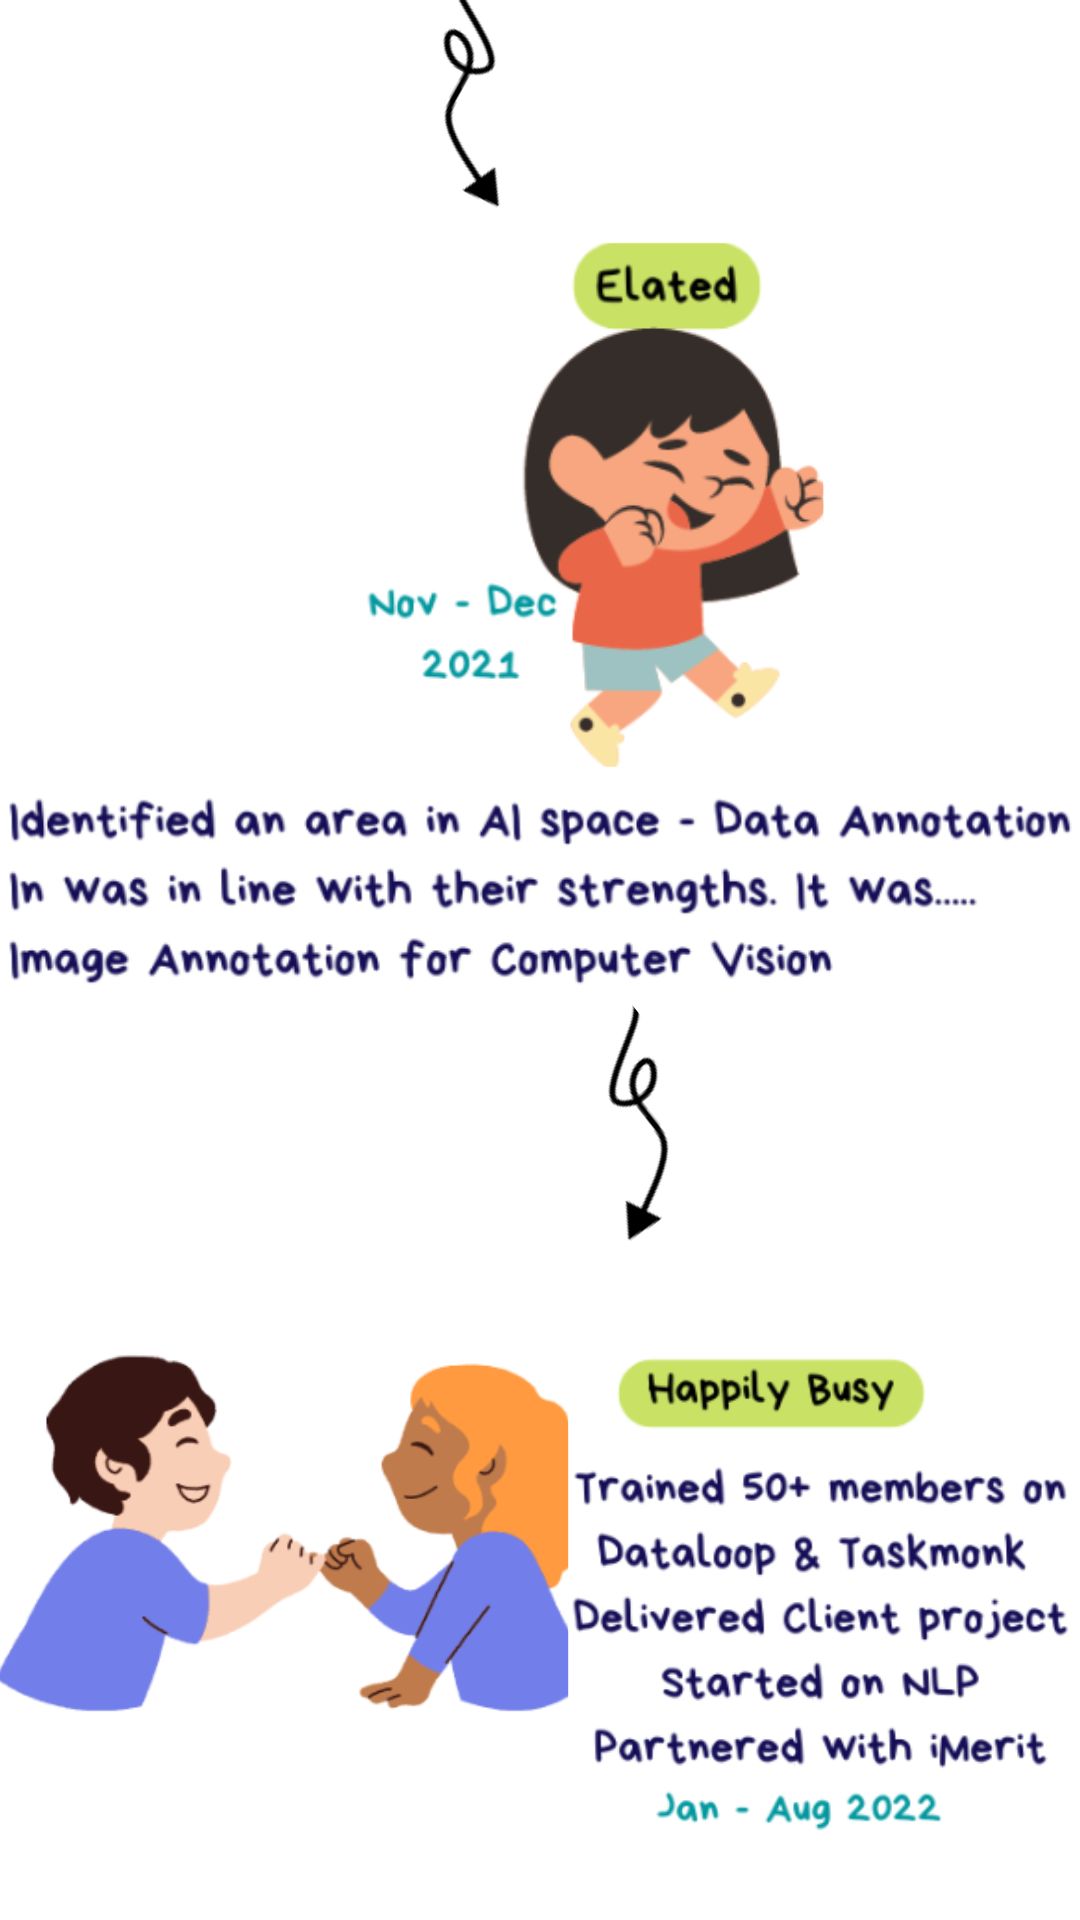 Elated
Nov - Dec
2021
Identified an area in AI space - Data Annotation
In was in line with their strengths. It was.....
Image Annotation for Computer Vision
Happily Busy
Trained 50+ members on
Dataloop & Taskmonk
Delivered Client project
Started on NLP
Partnered with iMerit
Jan - Aug 2022